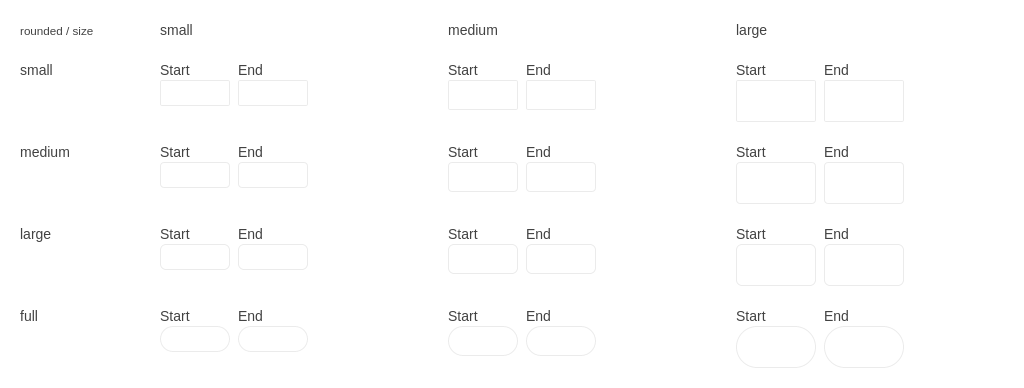 rounded / size small medium large
small Start End Start End Start End
medium Start End Start End Start End
large Start End Start End Start End
full Start End Start End Start End